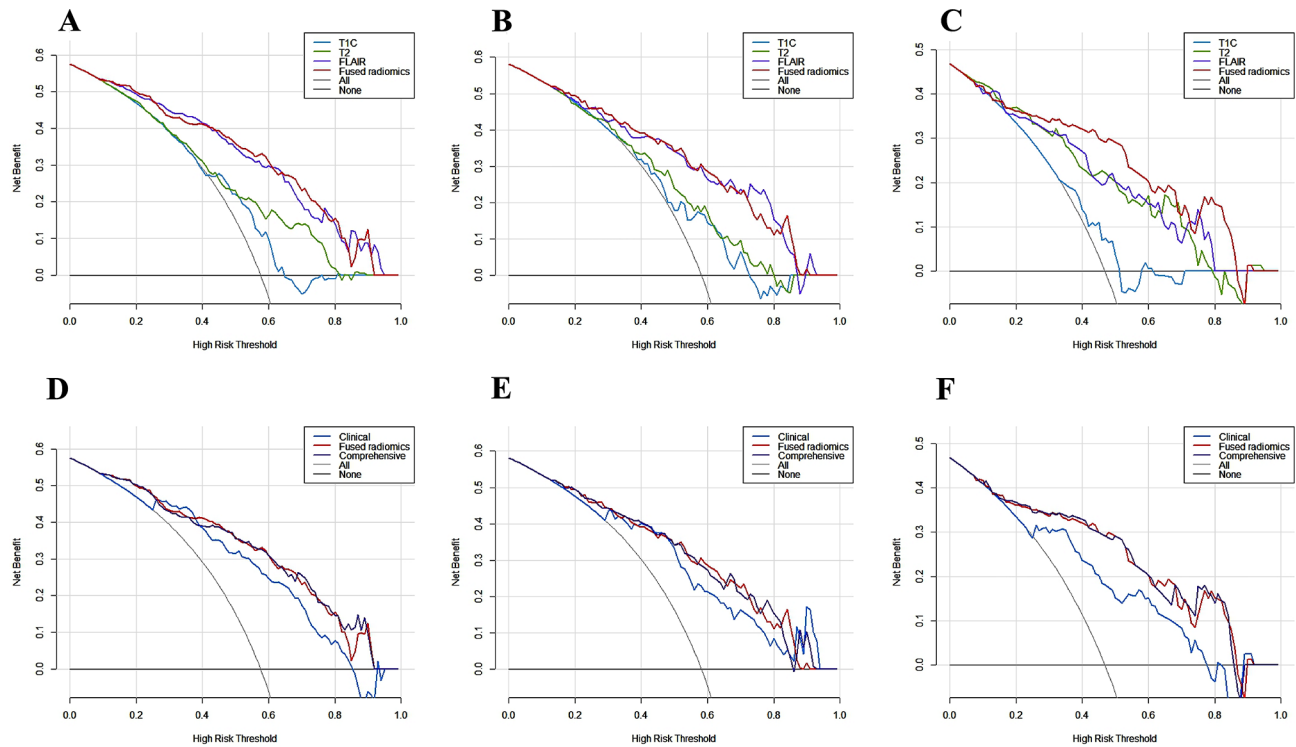 A
B
C
T1C
T2
FLAIR
Fused radiomics
All
None
T1C
T2
FLAIR
Fused radiomics
All
None
T1C
T2
FLAIR
Fused radiomics
All
None
Net Benefit
0.6
0.5
0.4
0.3
0.2
0.1
0.0
Net Benefit
0.6
0.5
0.4
0.3
0.2
0.1
0.0
Net Benefit
0.5
0.4
0.3
0.2
0.1
0.0
0.0 0.2 0.4 0.6 0.8 1.0
0.0 0.2 0.4 0.6 0.8 1.0
0.0 0.2 0.4 0.6 0.8 1.0
High Risk Threshold
High Risk Threshold
High Risk Threshold
D
E
F
Clinical
Fused radiomics
Comprehensive
All
None
Clinical
Fused radiomics
Comprehensive
All
None
Clinical
Fused radiomics
Comprehensive
All
None
Net Benefit
0.6
0.5
0.4
0.3
0.2
0.1
0.0
Net Benefit
0.6
0.5
0.4
0.3
0.2
0.1
0.0
Net Benefit
0.5
0.4
0.3
0.2
0.1
0.0
0.0 0.2 0.4 0.6 0.8 1.0
0.0 0.2 0.4 0.6 0.8 1.0
0.0 0.2 0.4 0.6 0.8 1.0
High Risk Threshold
High Risk Threshold
High Risk Threshold